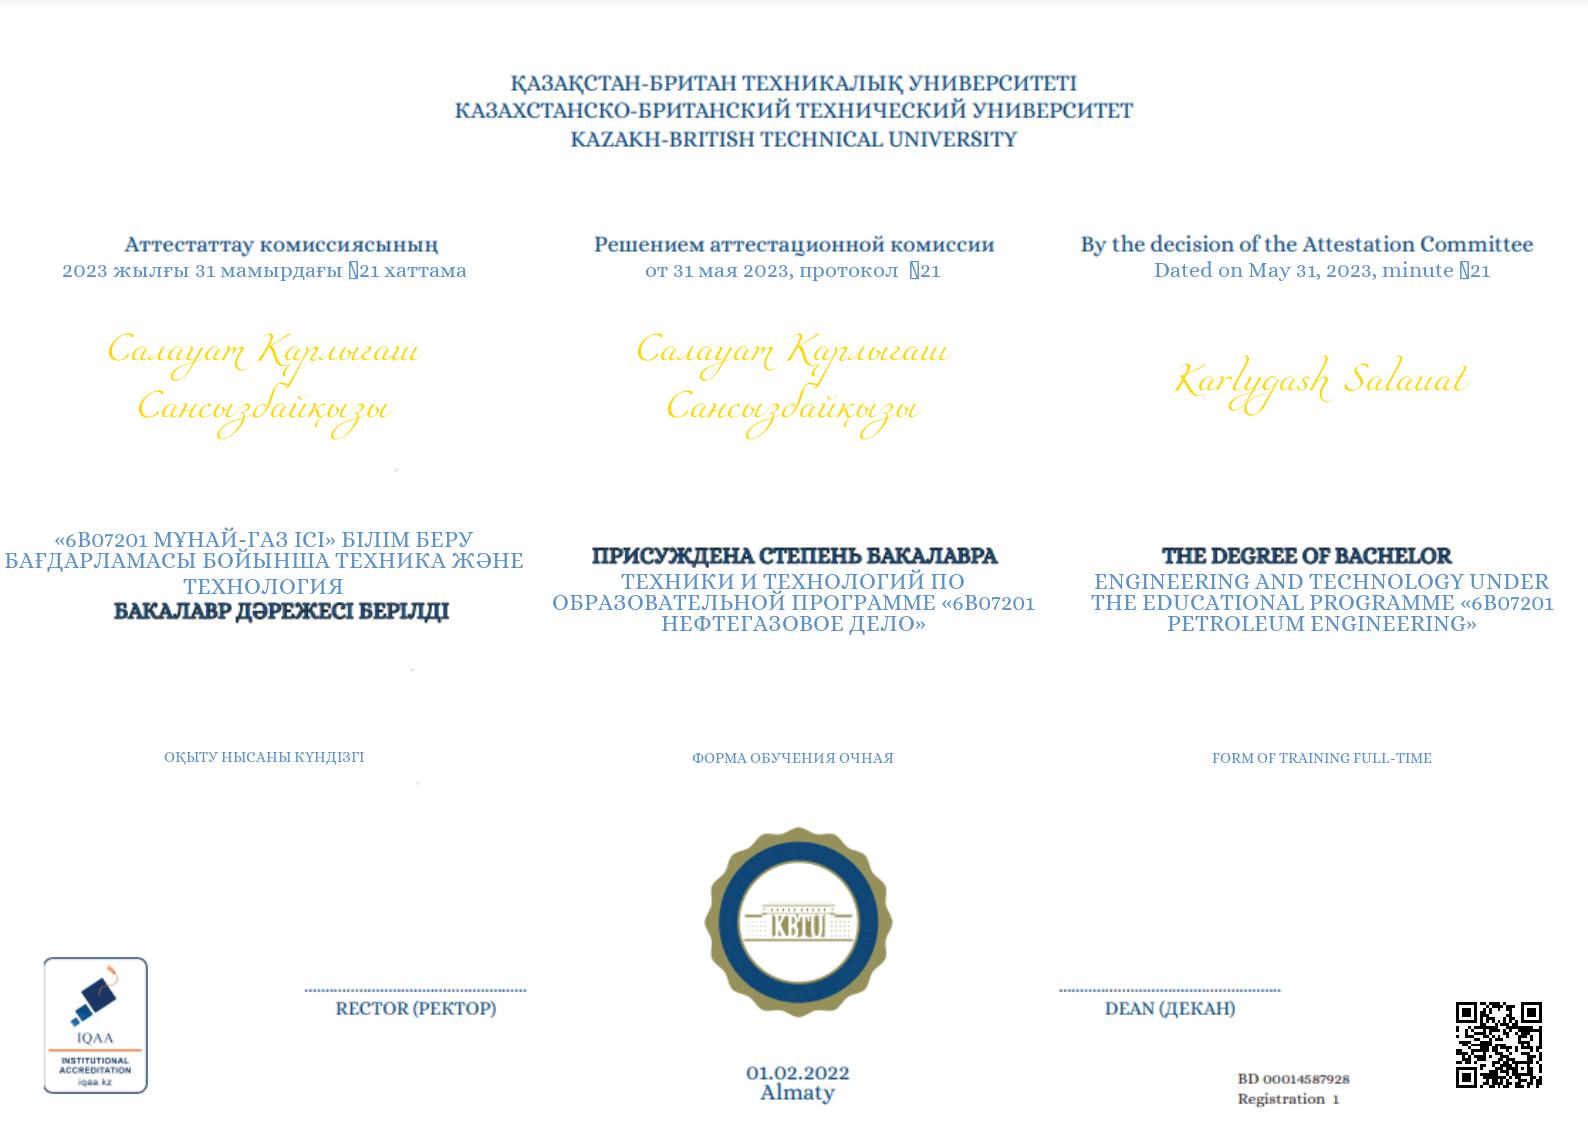 ҚАЗАҚСТАН-БРИТАН ТЕХНИКАЛЫҚ УНИВЕРСИТЕТІ
КАЗАХСТАНСКО-БРИТАНСКИЙ ТЕХНИЧЕСКИЙ УНИВЕРСИТЕТ
KAZAKH-BRITISH TECHNICAL UNIVERSITY
Аттестаттау комиссиясының
2023 жылғы 31 мамырдағы 21 хаттама
Салауат Қарлығаш
Сансызбайқызы
«6В07201 МҰНАЙ-ГАЗ ІСІ» БІЛІМ БЕРУ
БАҒДАРЛАМАСЫ БОЙЫНША ТЕХНИКА ЖӘНЕ
ТЕХНОЛОГИЯ
БАКАЛАВР ДӘРЕЖЕСІ БЕРІЛДІ
ОҚЫТУ НЫСАНЫ КҮНДІЗГІ
Решением аттестационной комиссии
от 31 мая 2023, протокол 21
Салауат Қарлығаш
Сансызбайқызы
ПРИСУЖДЕНА СТЕПЕНЬ БАКАЛАВРА
ТЕХНИКИ И ТЕХНОЛОГИЙ ПО
ОБРАЗОВАТЕЛЬНОЙ ПРОГРАММЕ «6В07201
НЕФТЕГАЗОВОЕ ДЕЛО»
ФОРМА ОБУЧЕНИЯ ОЧНАЯ
By the decision of the Attestation Committee
Dated on May 31, 2023, minute 21
Karlygash Salauat
THE DEGREE OF BACHELOR
ENGINEERING AND TECHNOLOGY UNDER
THE EDUCATIONAL PROGRAMME «6B07201
PETROLEUM ENGINEERING»
FORM OF TRAINING FULL-TIME
KBTU
IQAA
INSTITUTIONAL
ACCREDITATION
iqaa.kz
RECTOR (РЕКТОР)
DEAN (ДЕКАН)
01.02.2022
Almaty
BD 00014587928
Registration 1